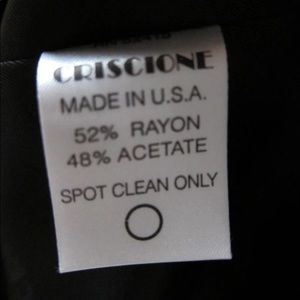 CRISCIONE
MADE IN U.S.A.
52% RAYON
48% ACETATE
SPOT CLEAN ONLY